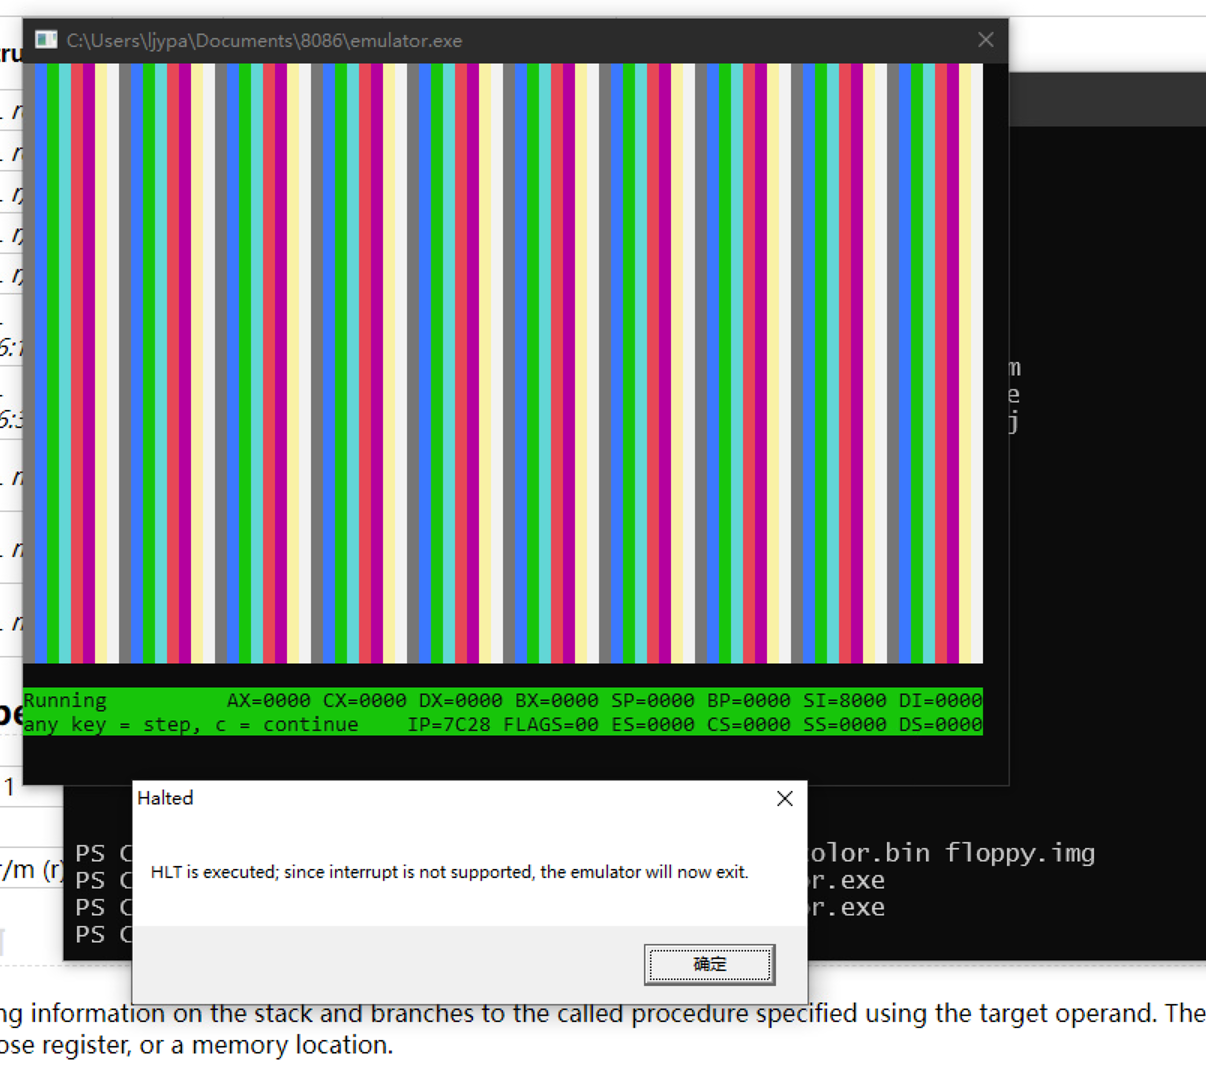 C:\Users\ljypa\Documents\8086\emulator.exe
m
e
j
Running AX=0000 CX=0000 DX=0000 BX=0000 SP=0000 BP=0000 SI=8000 DI=0000
any key = step, c = continue IP=7C28 FLAGS=00 ES=0000 CS=0000 SS=0000 DS=0000
1
Halted
HLT is executed; since interrupt is not supported, the emulator will now exit.
确定
r/m (r)
PS C color.bin floppy.img
PS C or.exe
PS C or.exe
PS C
ng information on the stack and branches to the called procedure specified using the target operand. The
ose register, or a memory location.